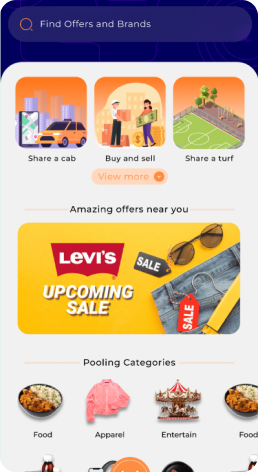 Find Offers and Brands
Share a cab
Buy and sell
Share a turf
View more
Amazing offers near you
LEVI'S
SALE
UPCOMING
SALE
SALE
Pooling Categories
Food
Apparel
Entertain
Food